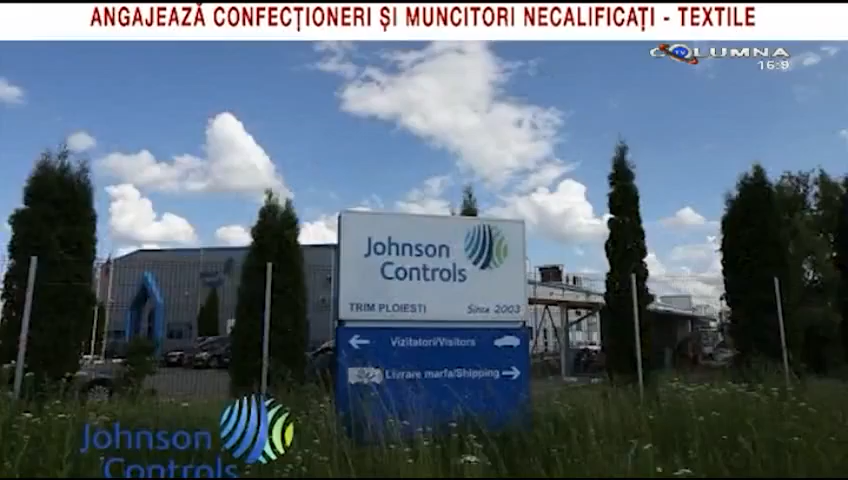 ANGAJEAZĂ CONFECȚIONERI ȘI MUNCITORI NECALIFICAȚI - TEXTILE
COLUMNA
TV
16:9
Johnson
Controls
TRIM PLOIESTI Since 2003
Vizitatori/Visitors
Livrare marfa/Shipping
Johnson
Controls